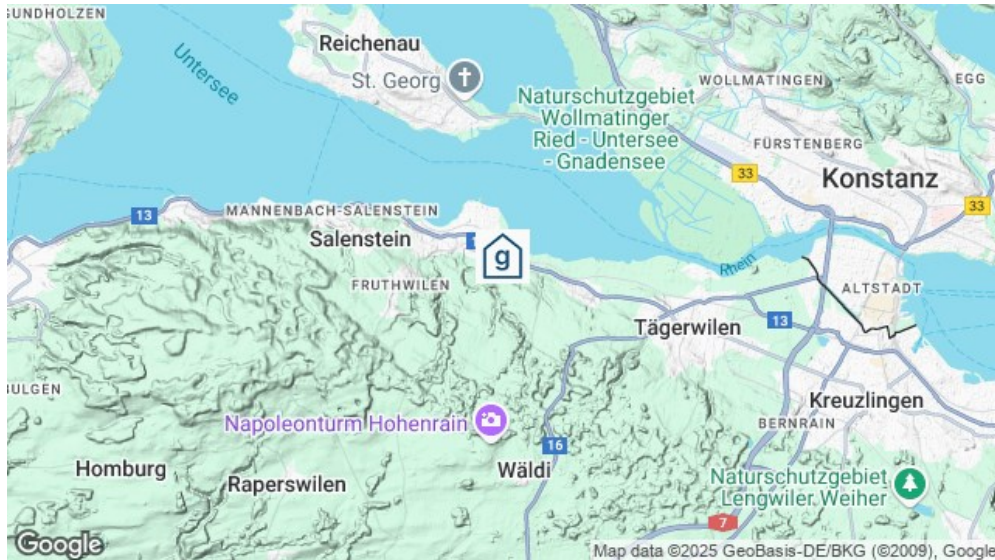 GUNDHOLZEN
Reichenau
St. Georg
Untersee
WOLLMATINGEN
EGG
Naturschutzgebiet
Wollmatinger
Ried - Untersee
- Gnadensee
FÜRSTENBERG
33
Konstanz
33
13
MANNENBACH-SALENSTEIN
Salenstein
g
FRUTHWILEN
Rhein
ALTSTADT
Tägerwilen
13
BULGEN
Kreuzlingen
Napoleonturm Hohenrain
BERNRAIN
16
Homburg
Wäldi
Raperswilen
Naturschutzgebiet
Lengwiler Weiher
7
Google
Map data ©2025 GeoBasis-DE/BKG (©2009), Google